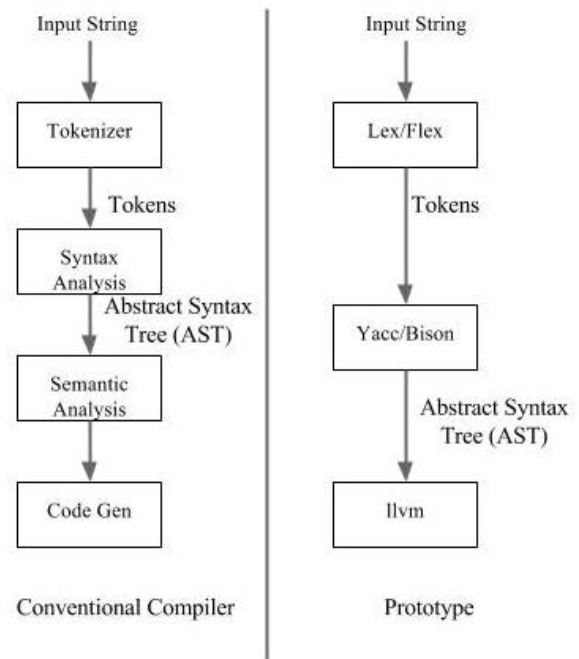 Input String
Tokenizer
Tokens
Syntax
Analysis
Abstract Syntax
Tree (AST)
Semantic
Analysis
Code Gen
Conventional Compiler
Input String
Lex/Flex
Tokens
Yacc/Bison
Abstract Syntax
Tree (AST)
llvm
Prototype